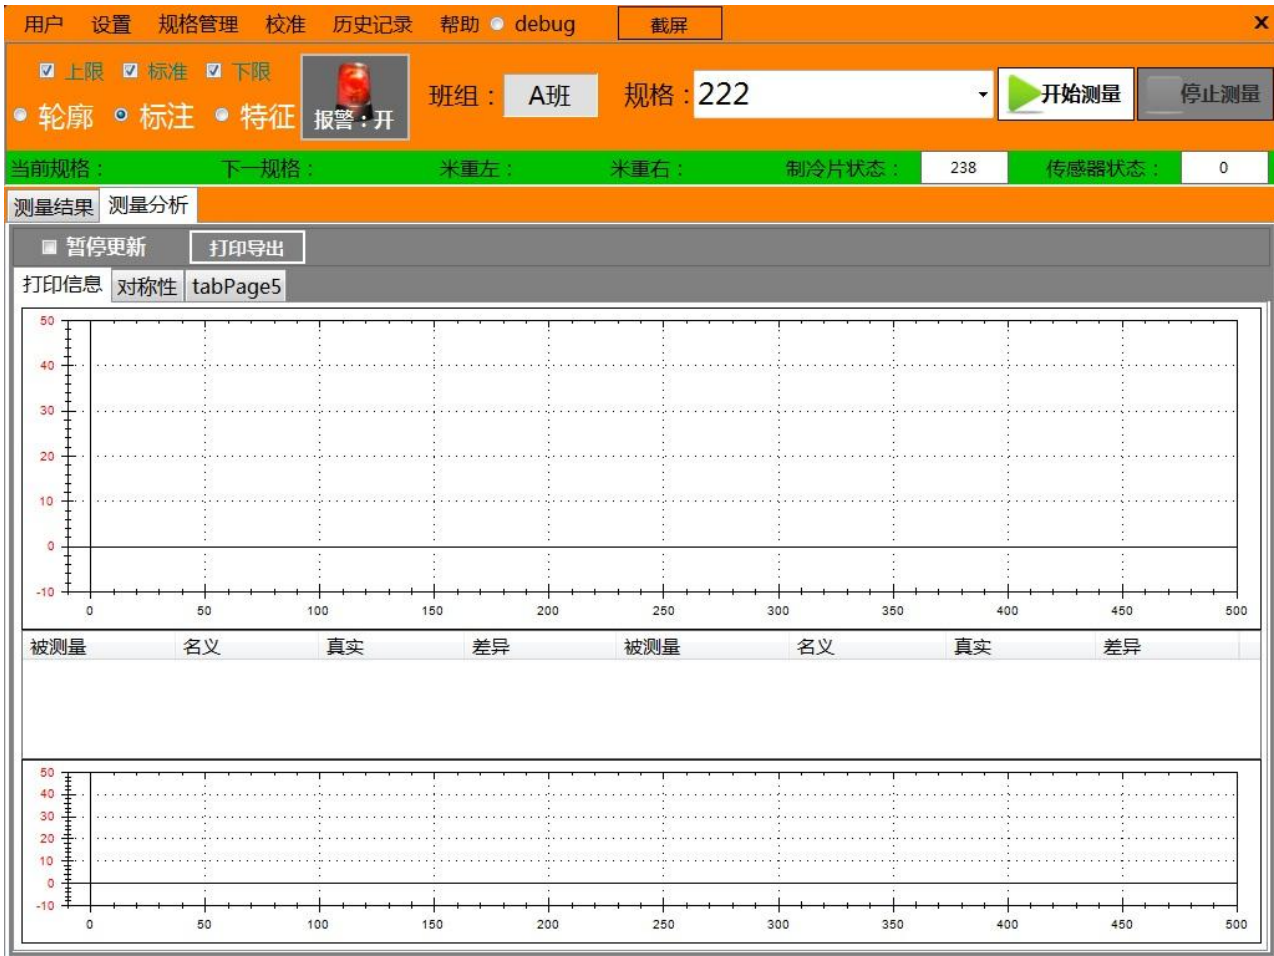 用户 设置 规格管理 校准 历史记录 帮助 debug 截屏 x
上限 标准 下限
轮廓 标注 特征 报警：开 班组： A班 规格： 222 开始测量 停止测量
当前规格： 下一规格： 米重左： 米重右： 制冷片状态： 238 传感器状态： 0
测量结果 测量分析
暂停更新 打印导出
打印信息 对称性 tabPage5
50
40
30
20
10
0
-10
0 50 100 150 200 250 300 350 400 450 500
被测量 名义 真实 差异 被测量 名义 真实 差异
50
40
30
20
10
0
-10
0 50 100 150 200 250 300 350 400 450 500